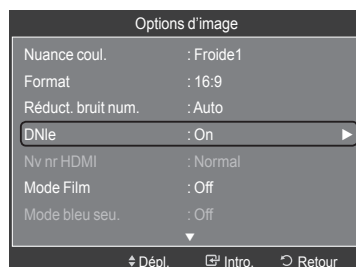 Options d’image
Nuance coul. : Froide1
Format : 16:9
Réduct. bruit num. : Auto
DNIe : On ►
Nv nr HDMI : Normal
Mode Film : Off
Mode bleu seu. : Off
▼
Dépl. Intro. Retour